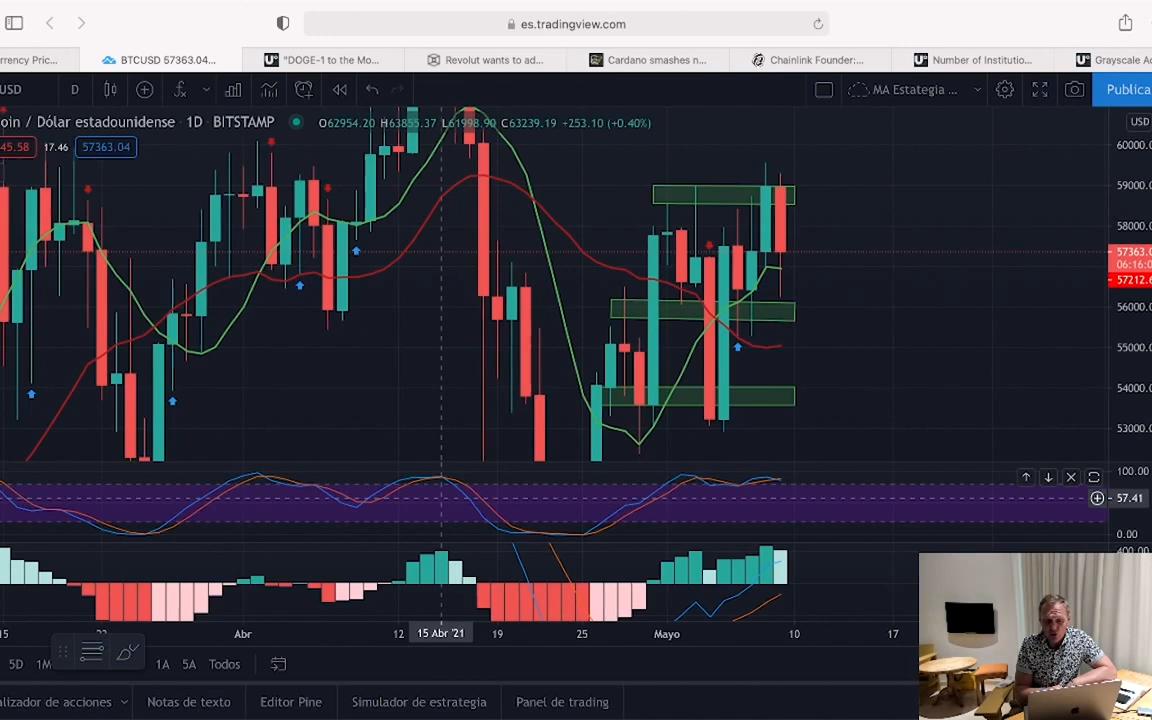 es.tradingview.com
rrency Pric...
BTCUSD 57363.04...
"DOGE-1 to the Mo...
Revolut wants to ad...
Cardano smashes n...
Chainlink Founder:...
Number of Institutio...
Grayscale Ad
USD
D
MA Estegia ...
Publica
oin / Dólar estadounidense · 1D · BITSTAMP
O62954.20 H63855.37 L61998.90 C63239.19 +253.10 (+0.40%)
USD
45.58
17.46
57363.04
60000.0
59000.0
58000.0
57363.0
06:16:0
57212.6
56000.0
55000.0
54000.0
53000.0
100.00
57.41
0.00
400.00
15
Abr
12
15 Abr '21
19
25
Mayo
10
17
5D
1M
1A
5A
Todos
alizador de acciones
Notas de texto
Editor Pine
Simulador de estrategia
Panel de trading